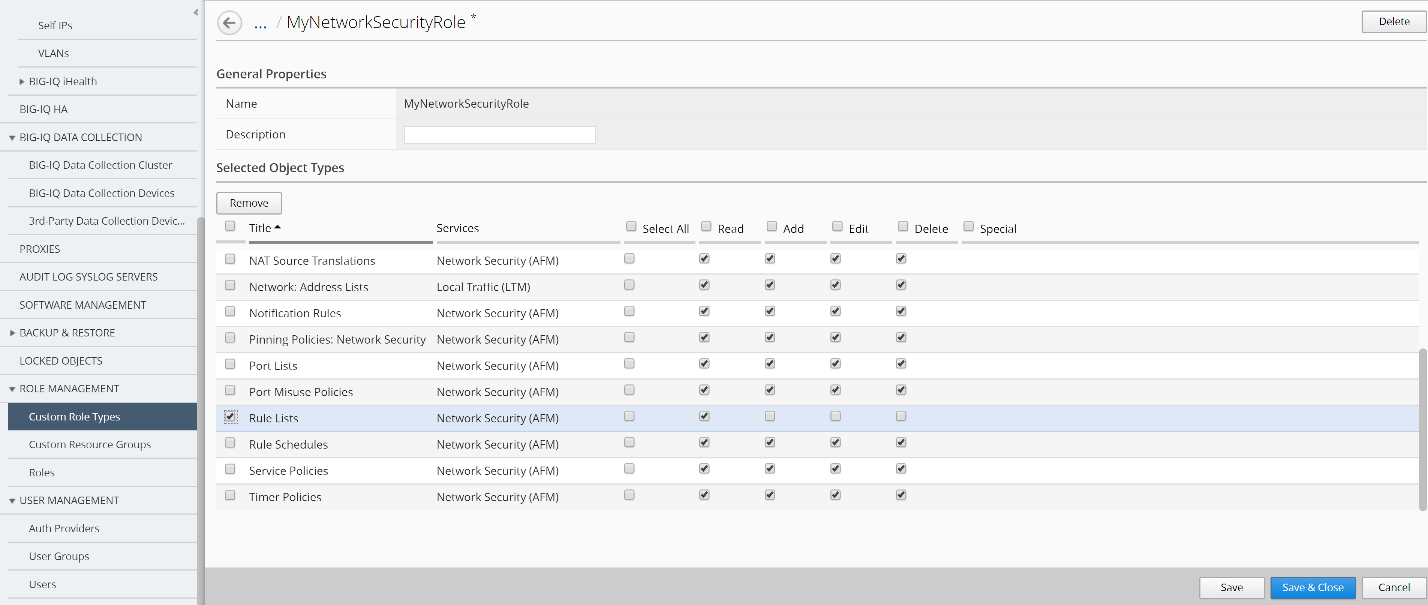 Self IPs
VLANs
BIG-IQ iHealth
BIG-IQ HA
BIG-IQ DATA COLLECTION
BIG-IQ Data Collection Cluster
BIG-IQ Data Collection Devices
3rd-Party Data Collection Devic...
PROXIES
AUDIT LOG SYSLOG SERVERS
SOFTWARE MANAGEMENT
BACKUP & RESTORE
LOCKED OBJECTS
ROLE MANAGEMENT
Custom Role Types
Custom Resource Groups
Roles
USER MANAGEMENT
Auth Providers
User Groups
Users
... / MyNetworkSecurityRole *
Delete
General Properties
Name MyNetworkSecurityRole
Description
Selected Object Types
Remove
Title Services Select All Read Add Edit Delete Special
NAT Source Translations Network Security (AFM)
Network: Address Lists Local Traffic (LTM)
Notification Rules Network Security (AFM)
Pinning Policies: Network Security Network Security (AFM)
Port Lists Network Security (AFM)
Port Misuse Policies Network Security (AFM)
Rule Lists Network Security (AFM)
Rule Schedules Network Security (AFM)
Service Policies Network Security (AFM)
Timer Policies Network Security (AFM)
Save Save & Close Cancel